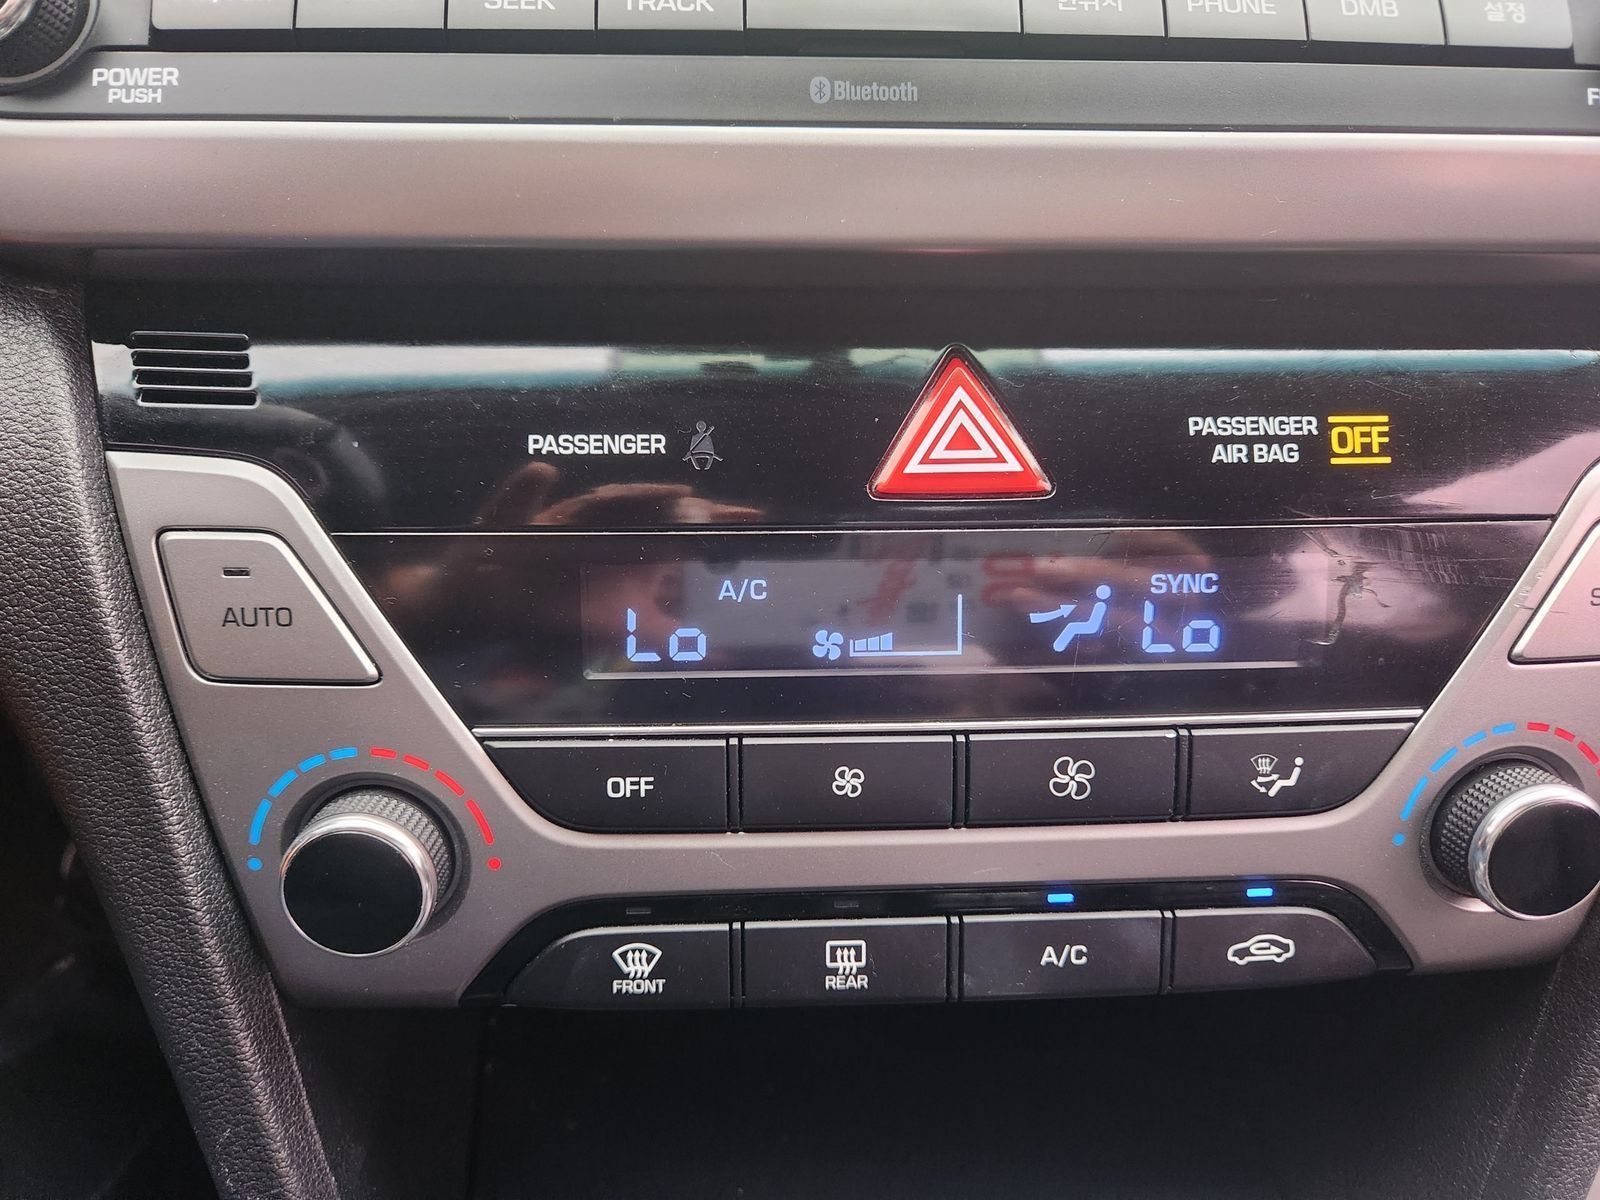 SEEK
TRACK
PHONE
DMB
설정
POWER
PUSH
Bluetooth
PASSENGER
PASSENGER
AIR BAG
OFF
AUTO
A/C
SYNC
Lo
Lo
OFF
FRONT
REAR
A/C